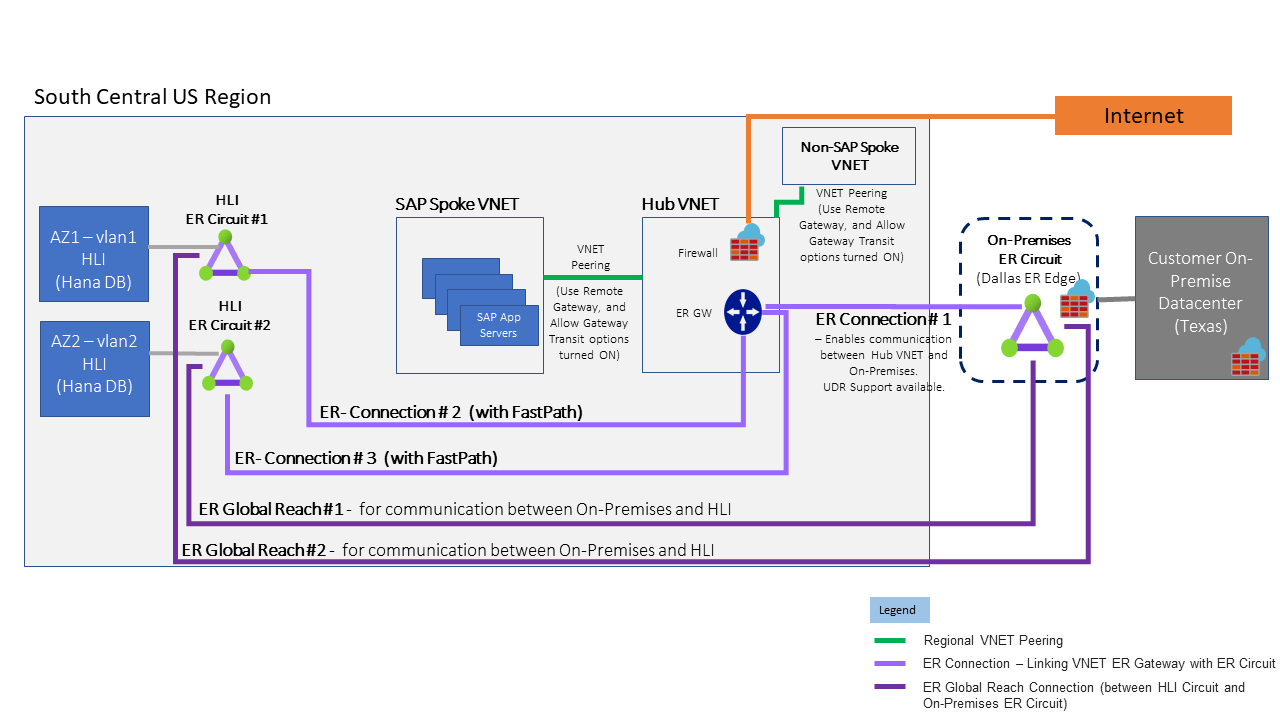 South Central US Region
Internet
Non-SAP Spoke
VNET
HLI
ER Circuit #1
SAP Spoke VNET
Hub VNET
VNET Peering
(Use Remote
Gateway, and Allow
Gateway Transit
options turned ON)
AZ1 – vlan1
HLI
(Hana DB)
VNET
Peering
(Use Remote
Gateway, and
Allow Gateway
Transit options
turned ON)
Firewall
On-Premises
ER Circuit
(Dallas ER Edge)
Customer On-
Premise
Datacenter
(Texas)
HLI
ER Circuit #2
SAP App
Servers
ER GW
AZ2 – vlan2
HLI
(Hana DB)
ER Connection# 1
– Enables communication
between Hub VNET and
On-Premises.
UDR Support available.
ER- Connection # 2 (with FastPath)
ER- Connection # 3 (with FastPath)
ER Global Reach #1 - for communication between On-Premises and HLI
ER Global Reach #2 - for communication between On-Premises and HLI
Legend
Regional VNET Peering
ER Connection – Linking VNET ER Gateway with ER Circuit
ER Global Reach Connection (between HLI Circuit and
On-Premises ER Circuit)